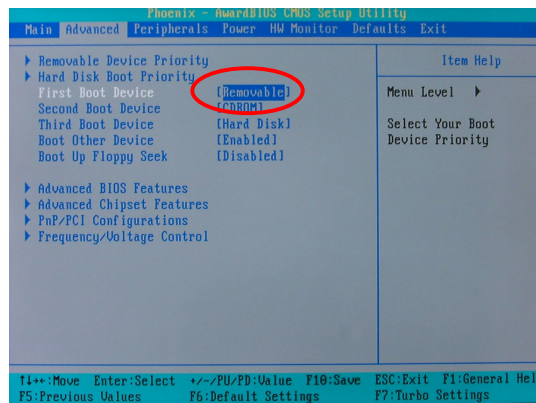 Phoenix - AwardBIOS CMOS Setup Utility
Main Advanced Peripherals Power HW Monitor Defaults Exit
Removable Device Priority
Hard Disk Boot Priority
First Boot Device [Removable]
Second Boot Device [CDROM]
Third Boot Device [Hard Disk]
Boot Other Device [Enabled]
Boot Up Floppy Seek [Disabled]
Advanced BIOS Features
Advanced Chipset Features
PnP/PCI Configurations
Frequency/Voltage Control
Item Help
Menu Level
Select Your Boot
Device Priority
↑↓→←:Move Enter:Select +/-/PU/PD:Value F10:Save ESC:Exit F1:General Hel
F5:Previous Values F6:Default Settings F7:Turbo Settings